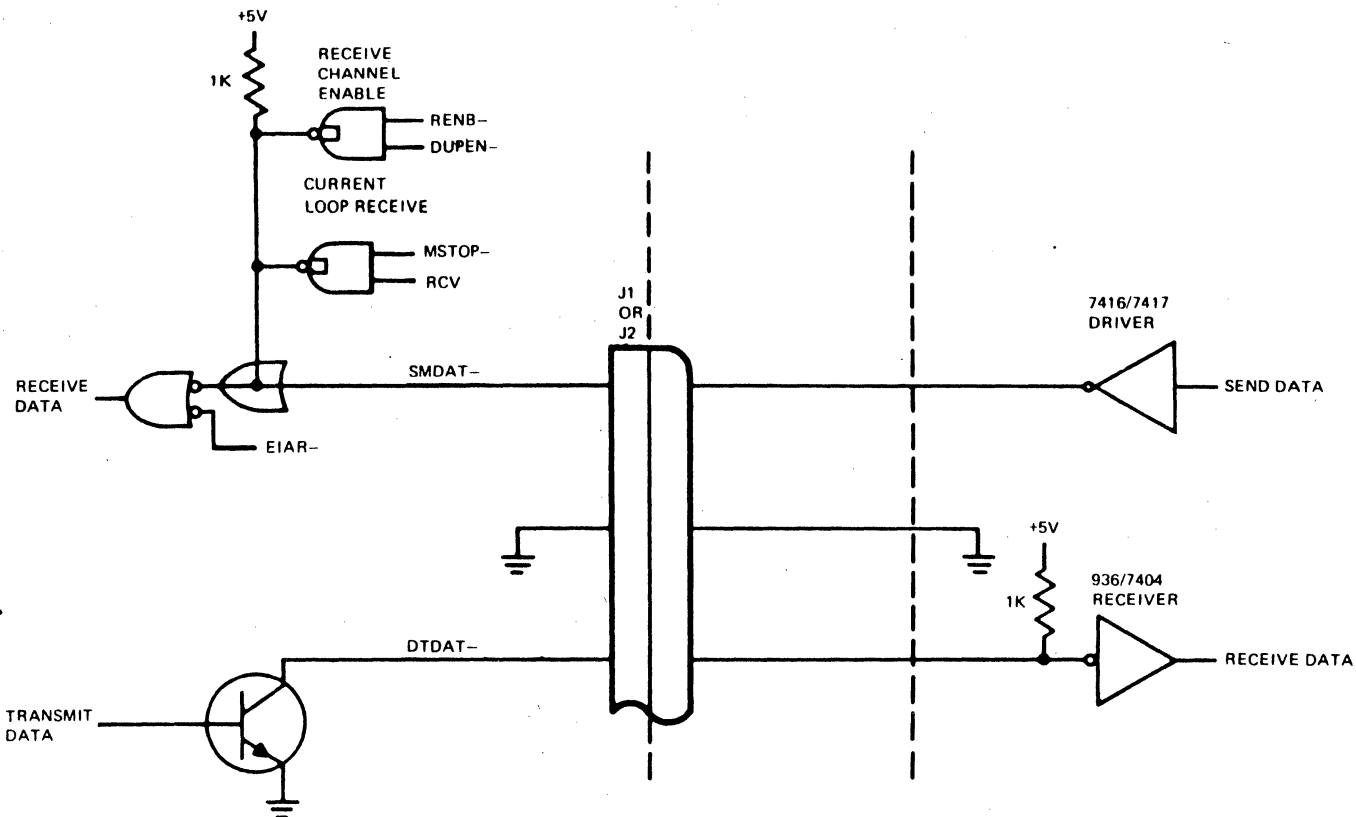 +5V
1K
RECEIVE
CHANNEL
ENABLE
RENB–
DUPEN–
CURRENT
LOOP RECEIVE
MSTOP–
RCV
J1
OR
J2
7416/7417
DRIVER
RECEIVE
DATA
SMDAT–
SEND DATA
EIAR–
+5V
1K
936/7404
RECEIVER
DTDAT–
RECEIVE DATA
TRANSMIT
DATA